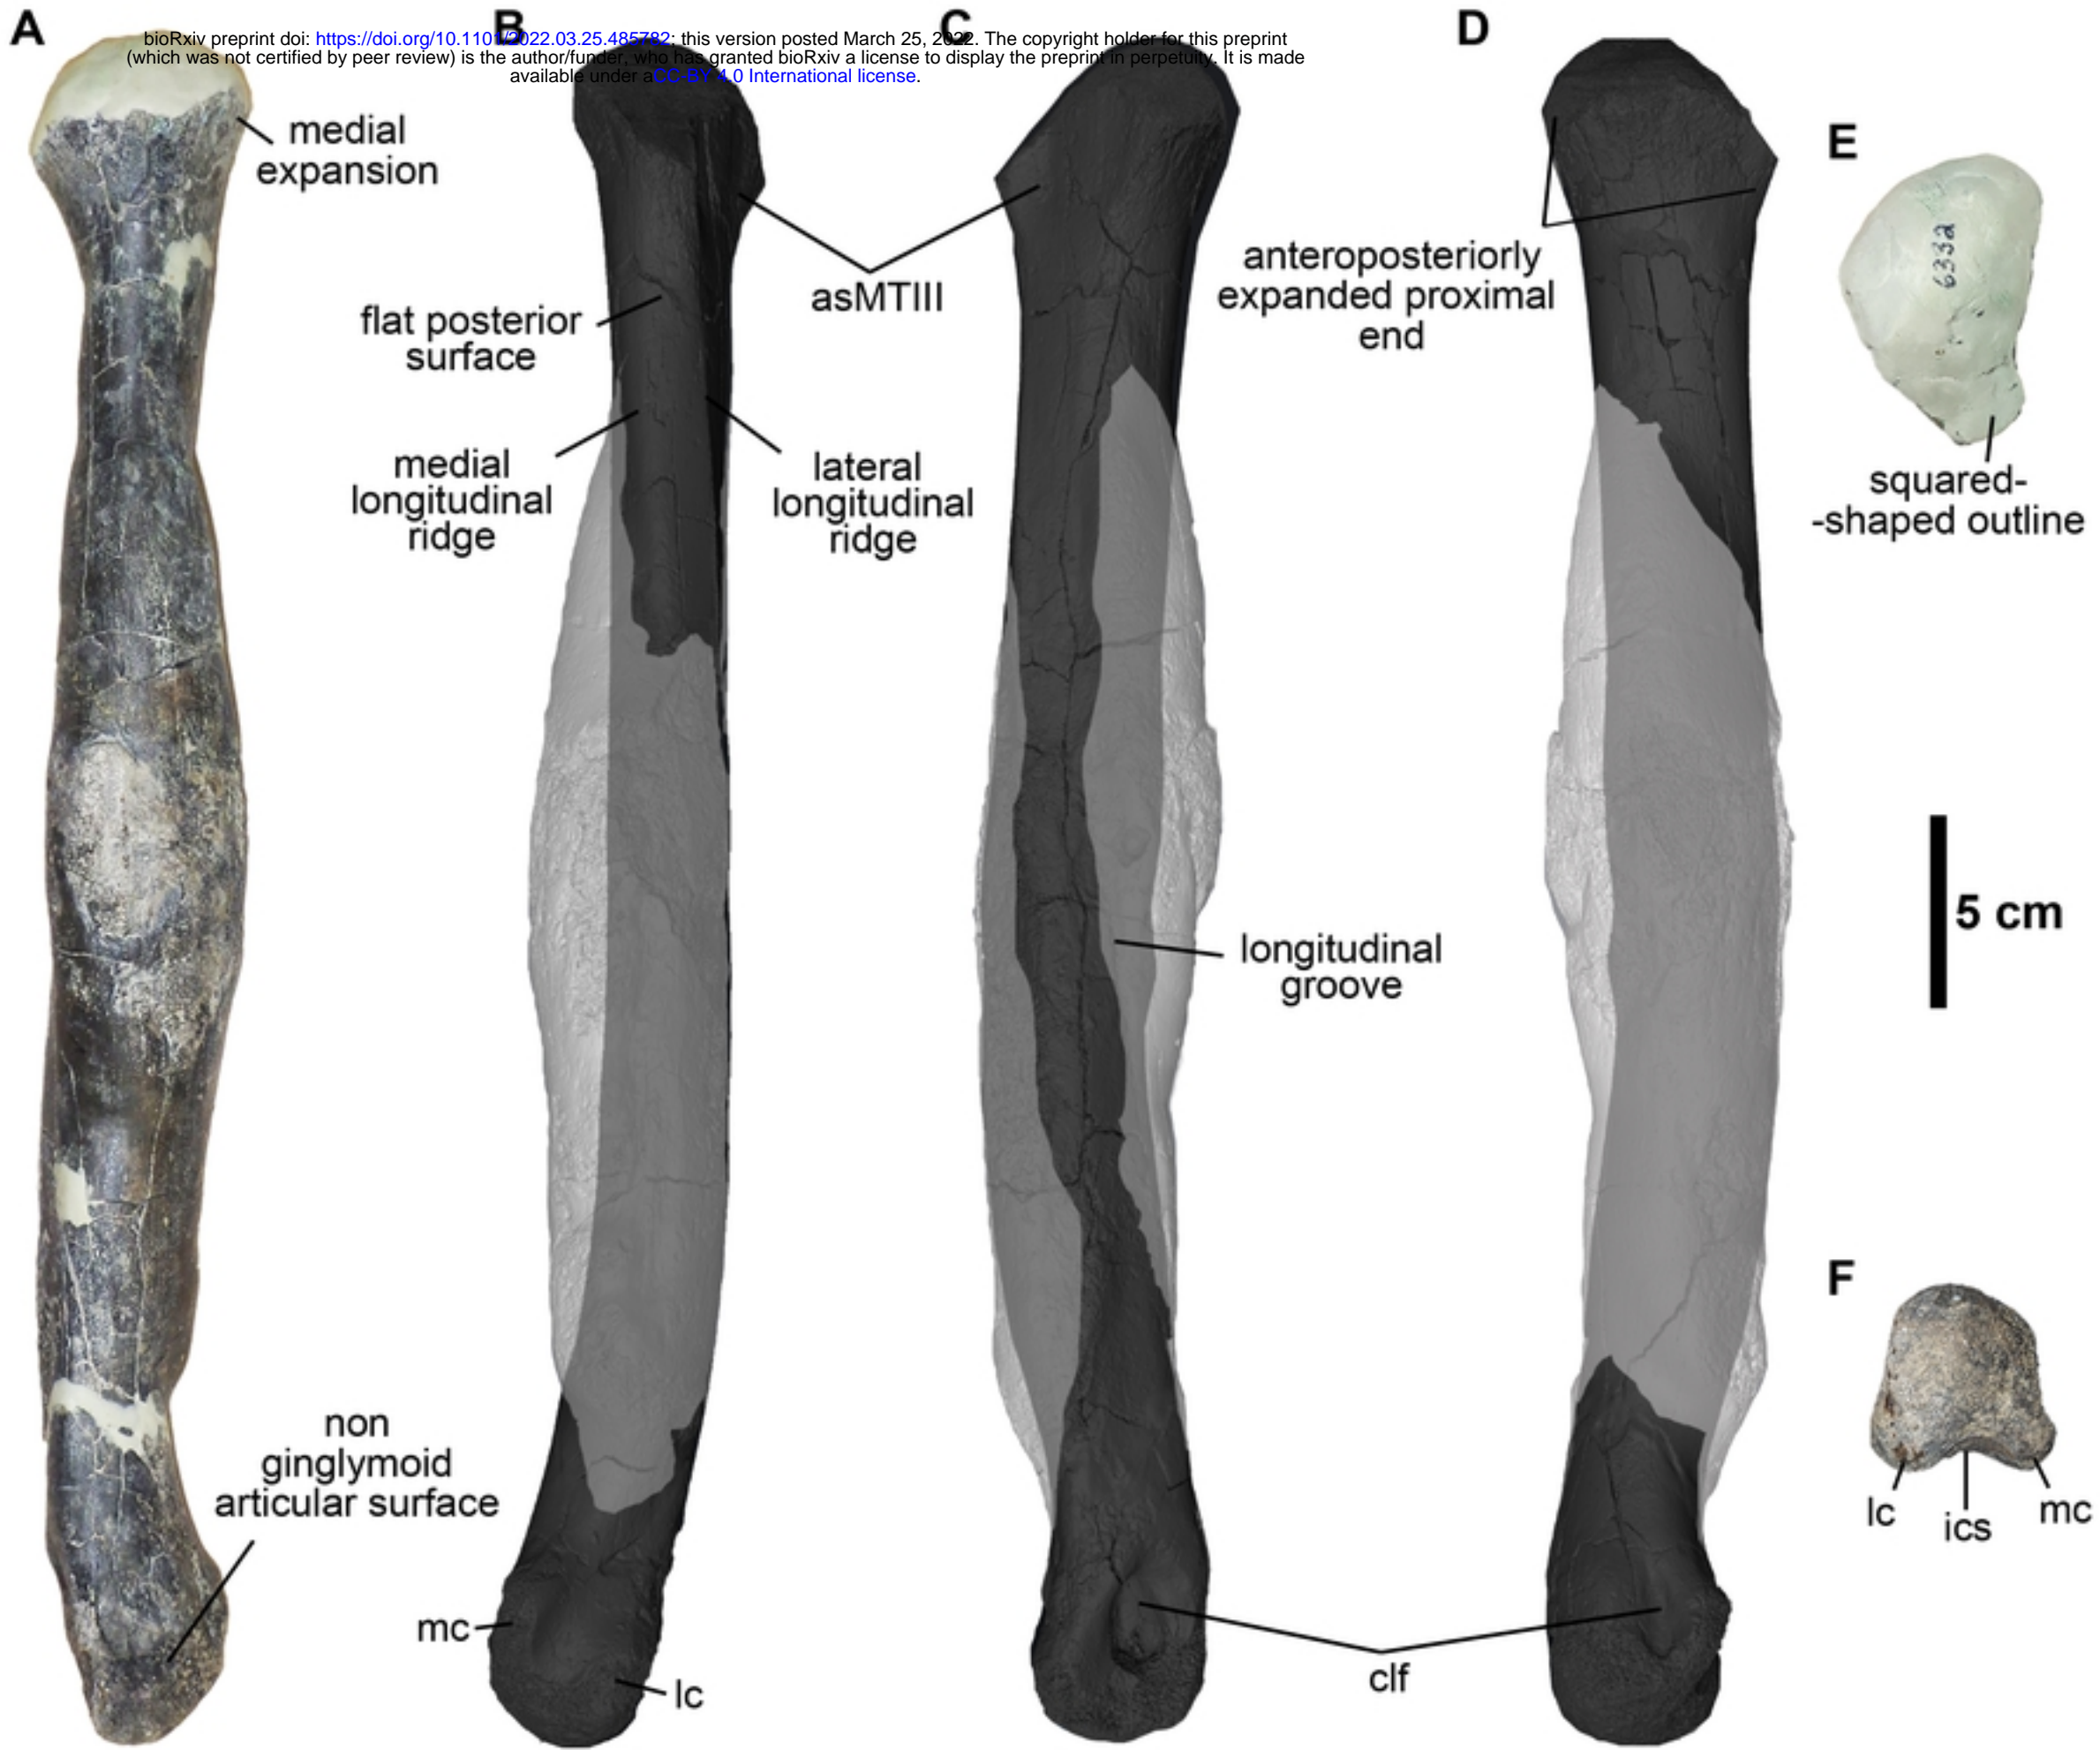 A
B
C
D
bioRxiv preprint doi: https://doi.org/10.1101/2022.03.25.485782; this version posted March 25, 2022. The copyright holder for this preprint
(which was not certified by peer review) is the author/funder, who has granted bioRxiv a license to display the preprint in perpetuity. It is made
available under aCC-BY 4.0 International license.
medial
expansion
E
6332
squared-
-shaped outline
asMTIII
anteroposteriorly
expanded proximal
end
flat posterior
surface
medial
longitudinal
ridge
lateral
longitudinal
ridge
longitudinal
groove
5 cm
F
lc
ics
mc
non
ginglymoid
articular surface
mc
lc
clf